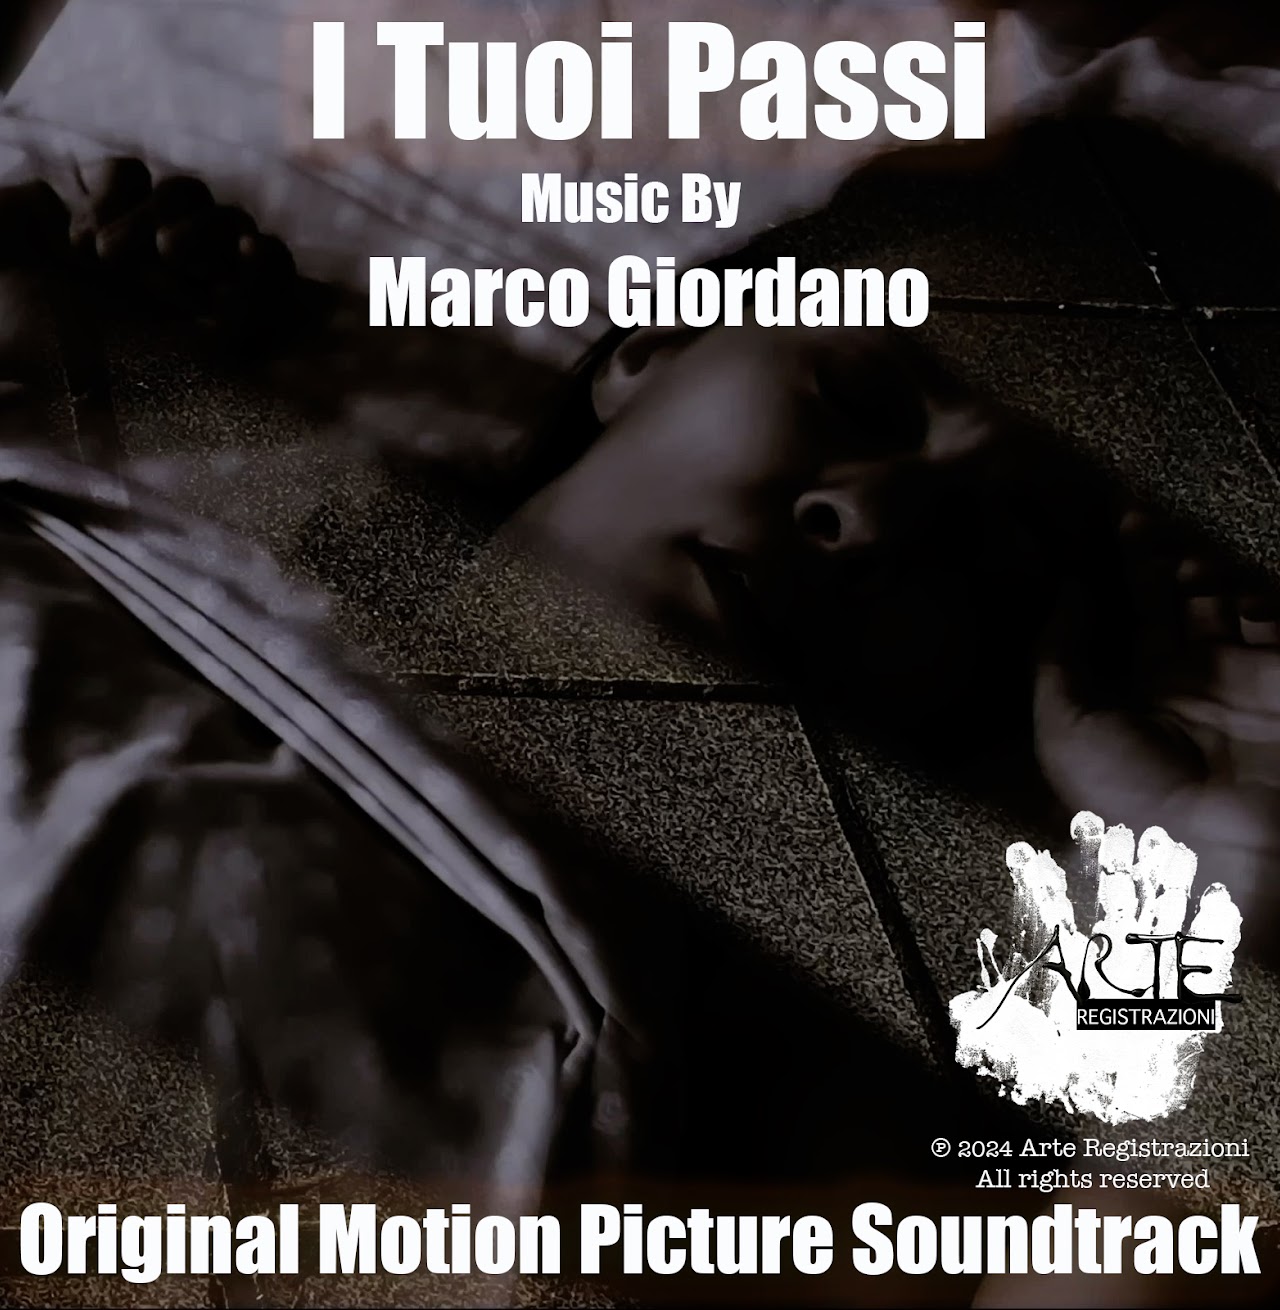 I Tuoi Passi
Music By
Marco Giordano
ARTE
REGISTRAZIONI
℗ 2024 Arte Registrazioni
All rights reserved
Original Motion Picture Soundtrack